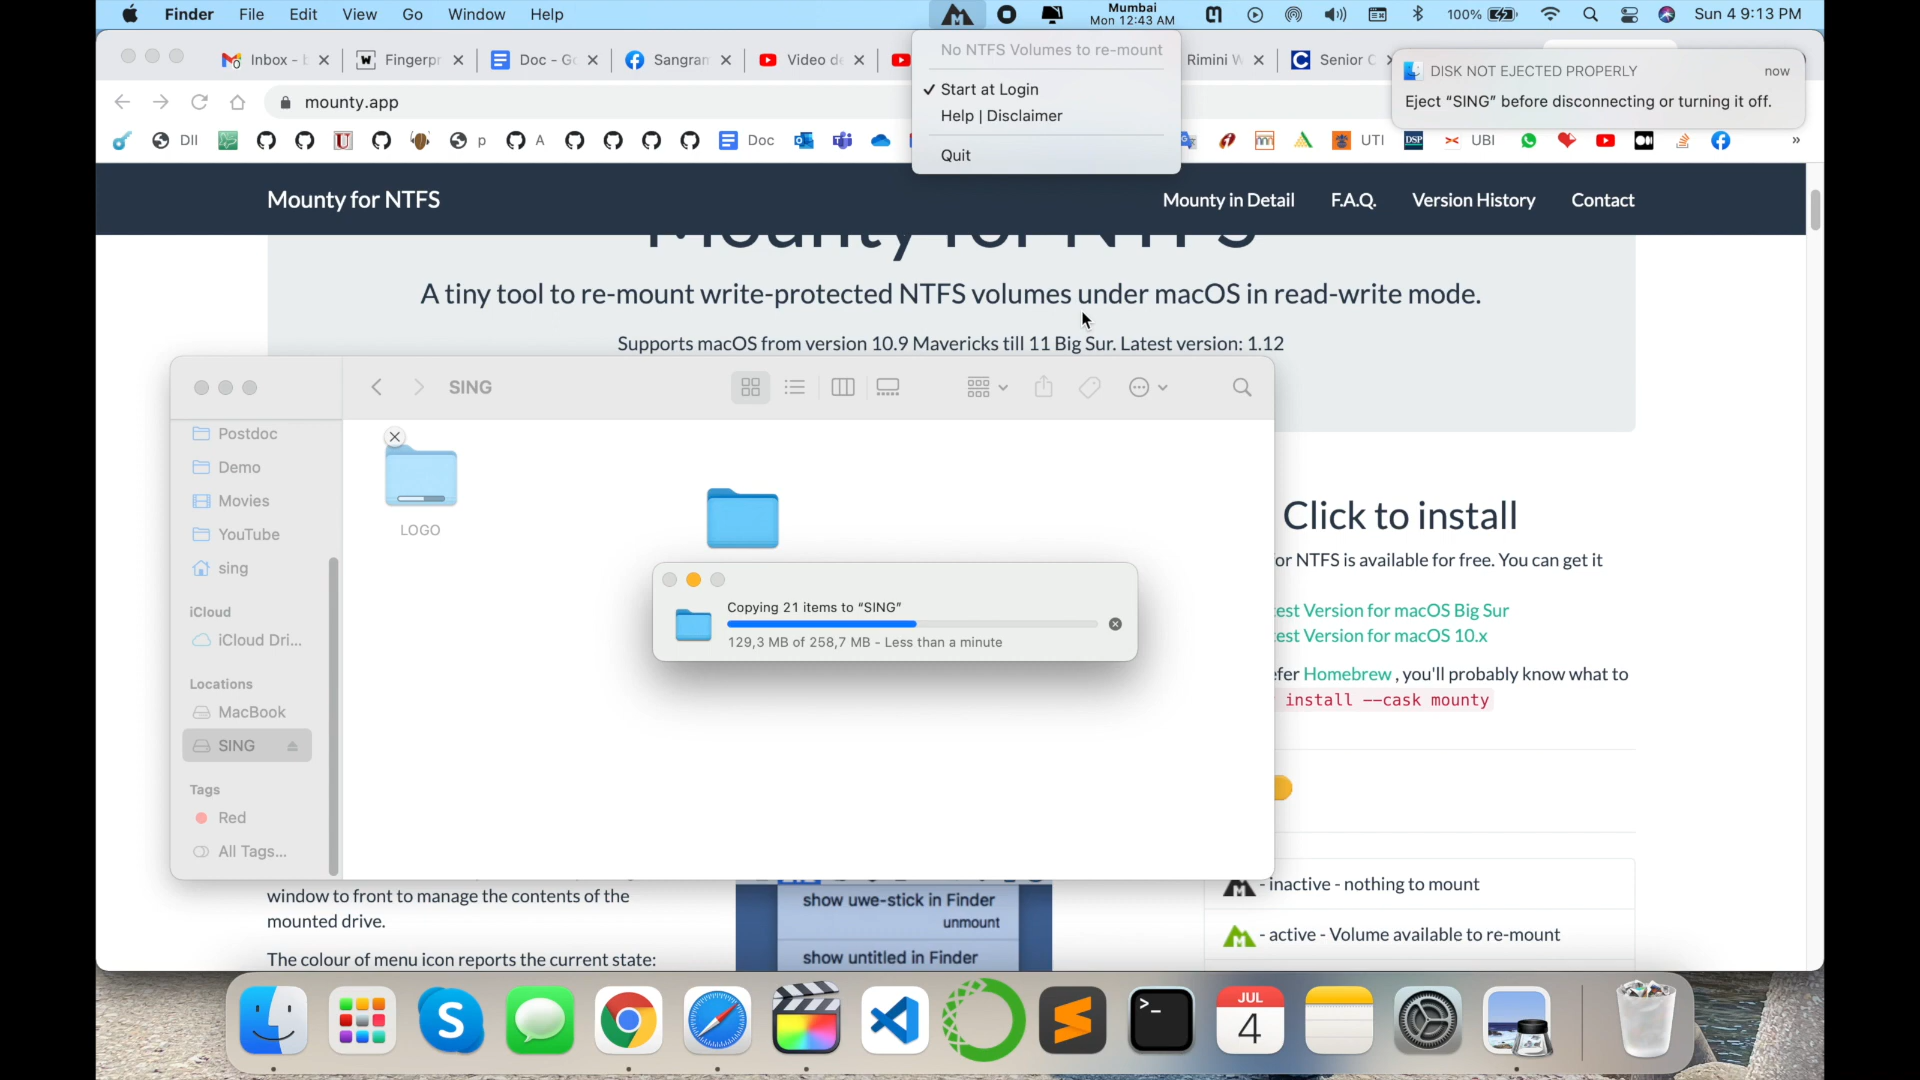 Finder File Edit View Go Window Help
Mumbai
Mon 12:43 AM
100%
Sun 4 9:13 PM
No NTFS Volumes to re-mount
✓ Start at Login
Help | Disclaimer
Quit
Inbox -
Fingerpr
Doc - G
Sangram
Video d
Rimini
Senior C
DISK NOT EJECTED PROPERLY
now
Eject “SING” before disconnecting or turning it off.
mounty.app
DII
p
A
Doc
UTI
DSP
UBI
»
Mounty for NTFS
Mounty in Detail F.A.Q. Version History Contact
Mounty for NTFS
A tiny tool to re-mount write-protected NTFS volumes under macOS in read-write mode.
Supports macOS from version 10.9 Mavericks till 11 Big Sur. Latest version: 1.12
SING
Postdoc
Demo
Movies
YouTube
sing
iCloud
iCloud Dri...
Locations
MacBook
SING
Tags
Red
All Tags...
LOGO
Copying 21 items to “SING”
129,3 MB of 258,7 MB - Less than a minute
Click to install
or NTFS is available for free. You can get it
est Version for macOS Big Sur
est Version for macOS 10.x
efer Homebrew , you'll probably know what to
install --cask mounty
- inactive - nothing to mount
- active - Volume available to re-mount
window to front to manage the contents of the
mounted drive.
The colour of menu icon reports the current state:
show uwe-stick in Finder
unmount
show untitled in Finder
JUL
4